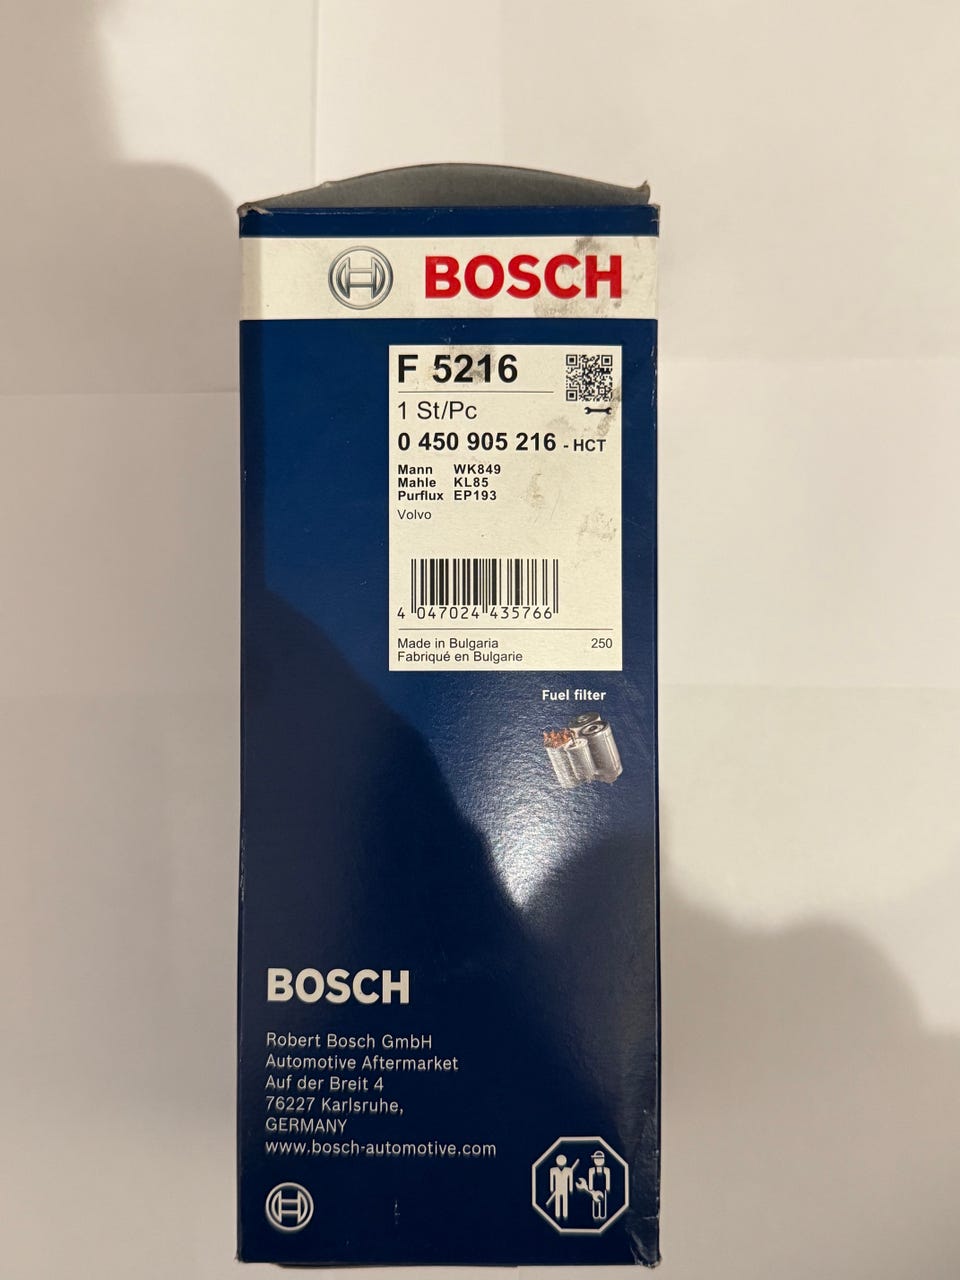 BOSCH
F 5216
1 St/Pc
0 450 905 216 - HCT
Mann WK849
Mahle KL85
Purflux EP193
Volvo
4 047024 435766
Made in Bulgaria 250
Fabriqué en Bulgarie
Fuel filter
BOSCH
Robert Bosch GmbH
Automotive Aftermarket
Auf der Breit 4
76227 Karlsruhe,
GERMANY
www.bosch-automotive.com